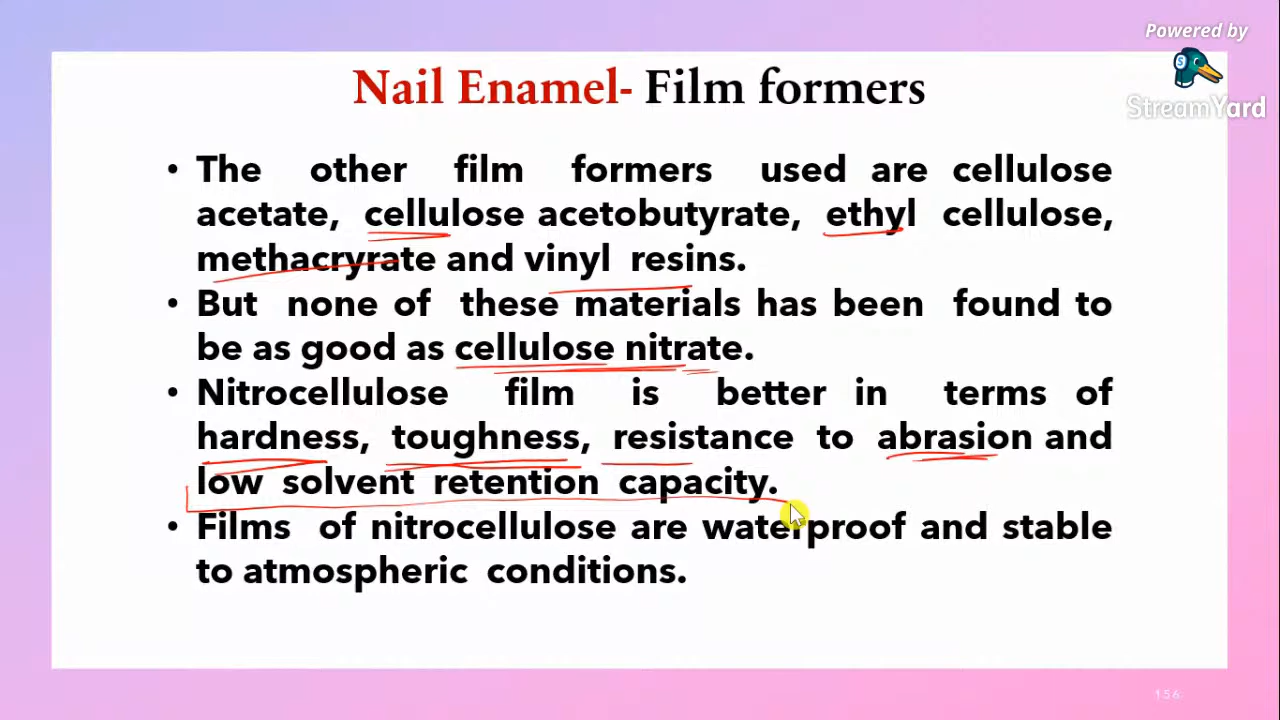 Powered by
StreamYard
Nail Enamel- Film formers
• The other film formers used are cellulose
acetate, cellulose acetobutyrate, ethyl cellulose,
methacryrate and vinyl resins.
• But none of these materials has been found to
be as good as cellulose nitrate.
• Nitrocellulose film is better in terms of
hardness, toughness, resistance to abrasion and
low solvent retention capacity.
• Films of nitrocellulose are waterproof and stable
to atmospheric conditions.
156